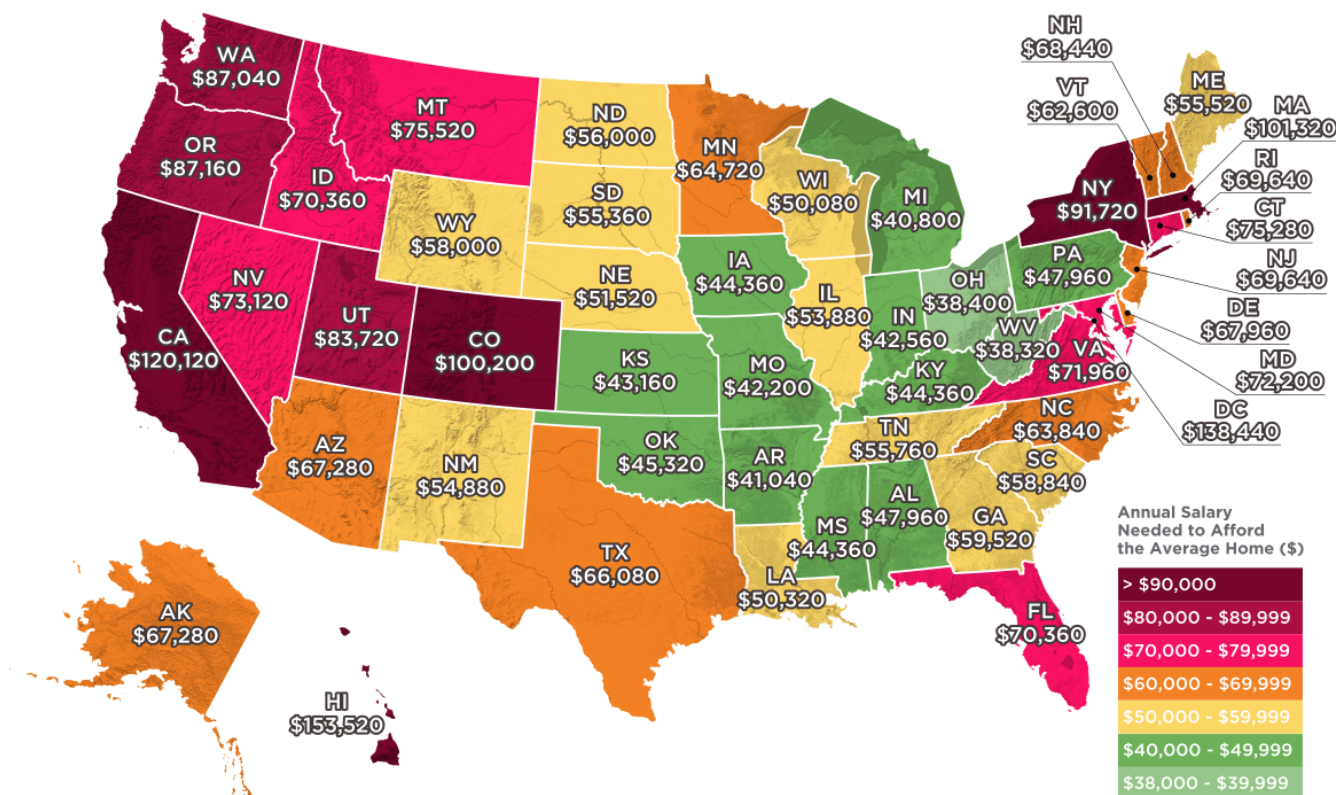 WA
$87,040
OR
$87,160
CA
$120,120
ID
$70,360
NV
$73,120
MT
$75,520
WY
$58,000
UT
$83,720
CO
$100,200
AZ
$67,280
NM
$54,880
ND
$56,000
SD
$55,360
NE
$51,520
KS
$43,160
OK
$45,320
TX
$66,080
MN
$64,720
IA
$44,360
MO
$42,200
AR
$41,040
LA
$50,320
WI
$50,080
IL
$53,880
MI
$40,800
IN
$42,560
OH
$38,400
KY
$44,360
TN
$55,760
MS
$44,360
AL
$47,960
GA
$59,520
FL
$70,360
SC
$58,840
NC
$63,840
VA
$71,960
WV
$38,320
PA
$47,960
NY
$91,720
NH
$68,440
VT
$62,600
ME
$55,520
MA
$101,320
RI
$69,640
CT
$75,280
NJ
$69,640
DE
$67,960
MD
$72,200
DC
$138,440
AK
$67,280
HI
$153,520
Annual Salary
Needed to Afford
the Average Home ($)
> $90,000
$80,000 - $89,999
$70,000 - $79,999
$60,000 - $69,999
$50,000 - $59,999
$40,000 - $49,999
$38,000 - $39,999